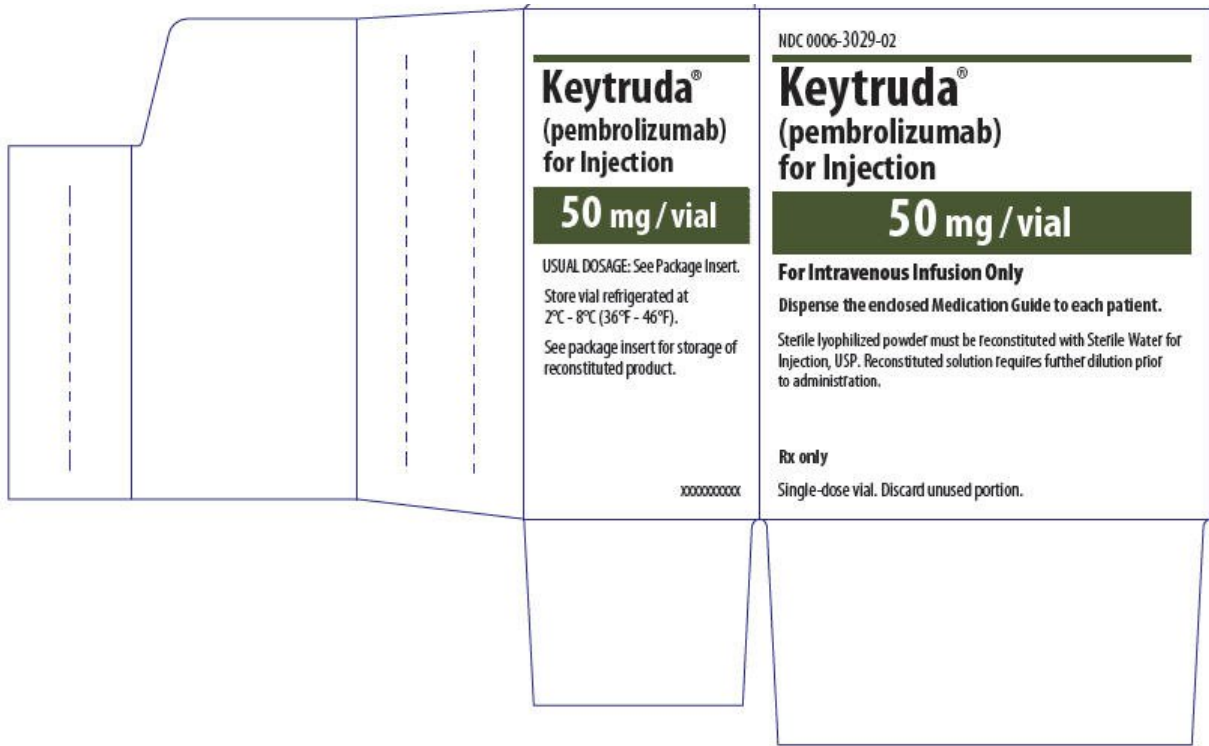 Keytruda®
(pembrolizumab)
for Injection
50 mg / vial
USUAL DOSAGE: See Package Insert.
Store vial refrigerated at
2°C - 8°C (36°F - 46°F).
See package insert for storage of
reconstituted product.
xxxxxxxxxx
NDC 0006-3029-02
Keytruda®
(pembrolizumab)
for Injection
50 mg / vial
For Intravenous Infusion Only
Dispense the enclosed Medication Guide to each patient.
Sterile lyophilized powder must be reconstituted with Sterile Water for
Injection, USP. Reconstituted solution requires further dilution prior
to administration.
Rx only
Single-dose vial. Discard unused portion.